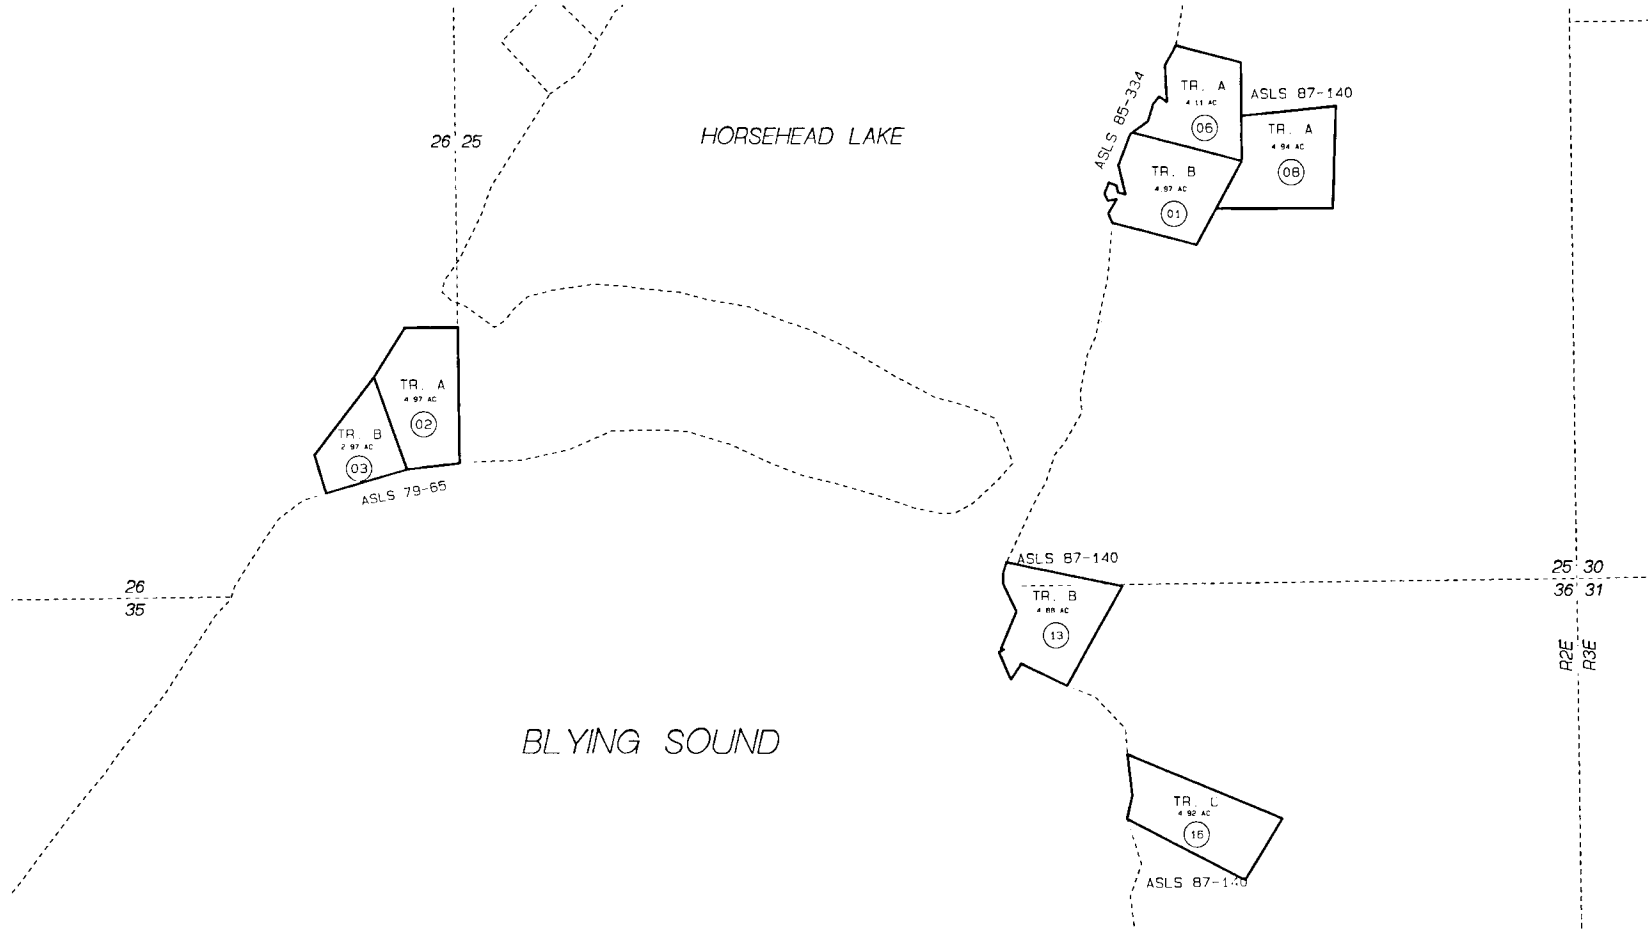 TR. A
4.11 AC
06
ASLS 85-334
ASLS 87-140
TR. A
4.94 AC
08
26 25
HORSEHEAD LAKE
TR. B
4.97 AC
01
TR. A
4.97 AC
02
TR. B
2.97 AC
03
ASLS 79-65
ASLS 87-140
TR. B
4.88 AC
13
26
35
25 30
36 31
R2E
R3E
BLYING SOUND
TR.
4.92 AC
ASLS 87-140